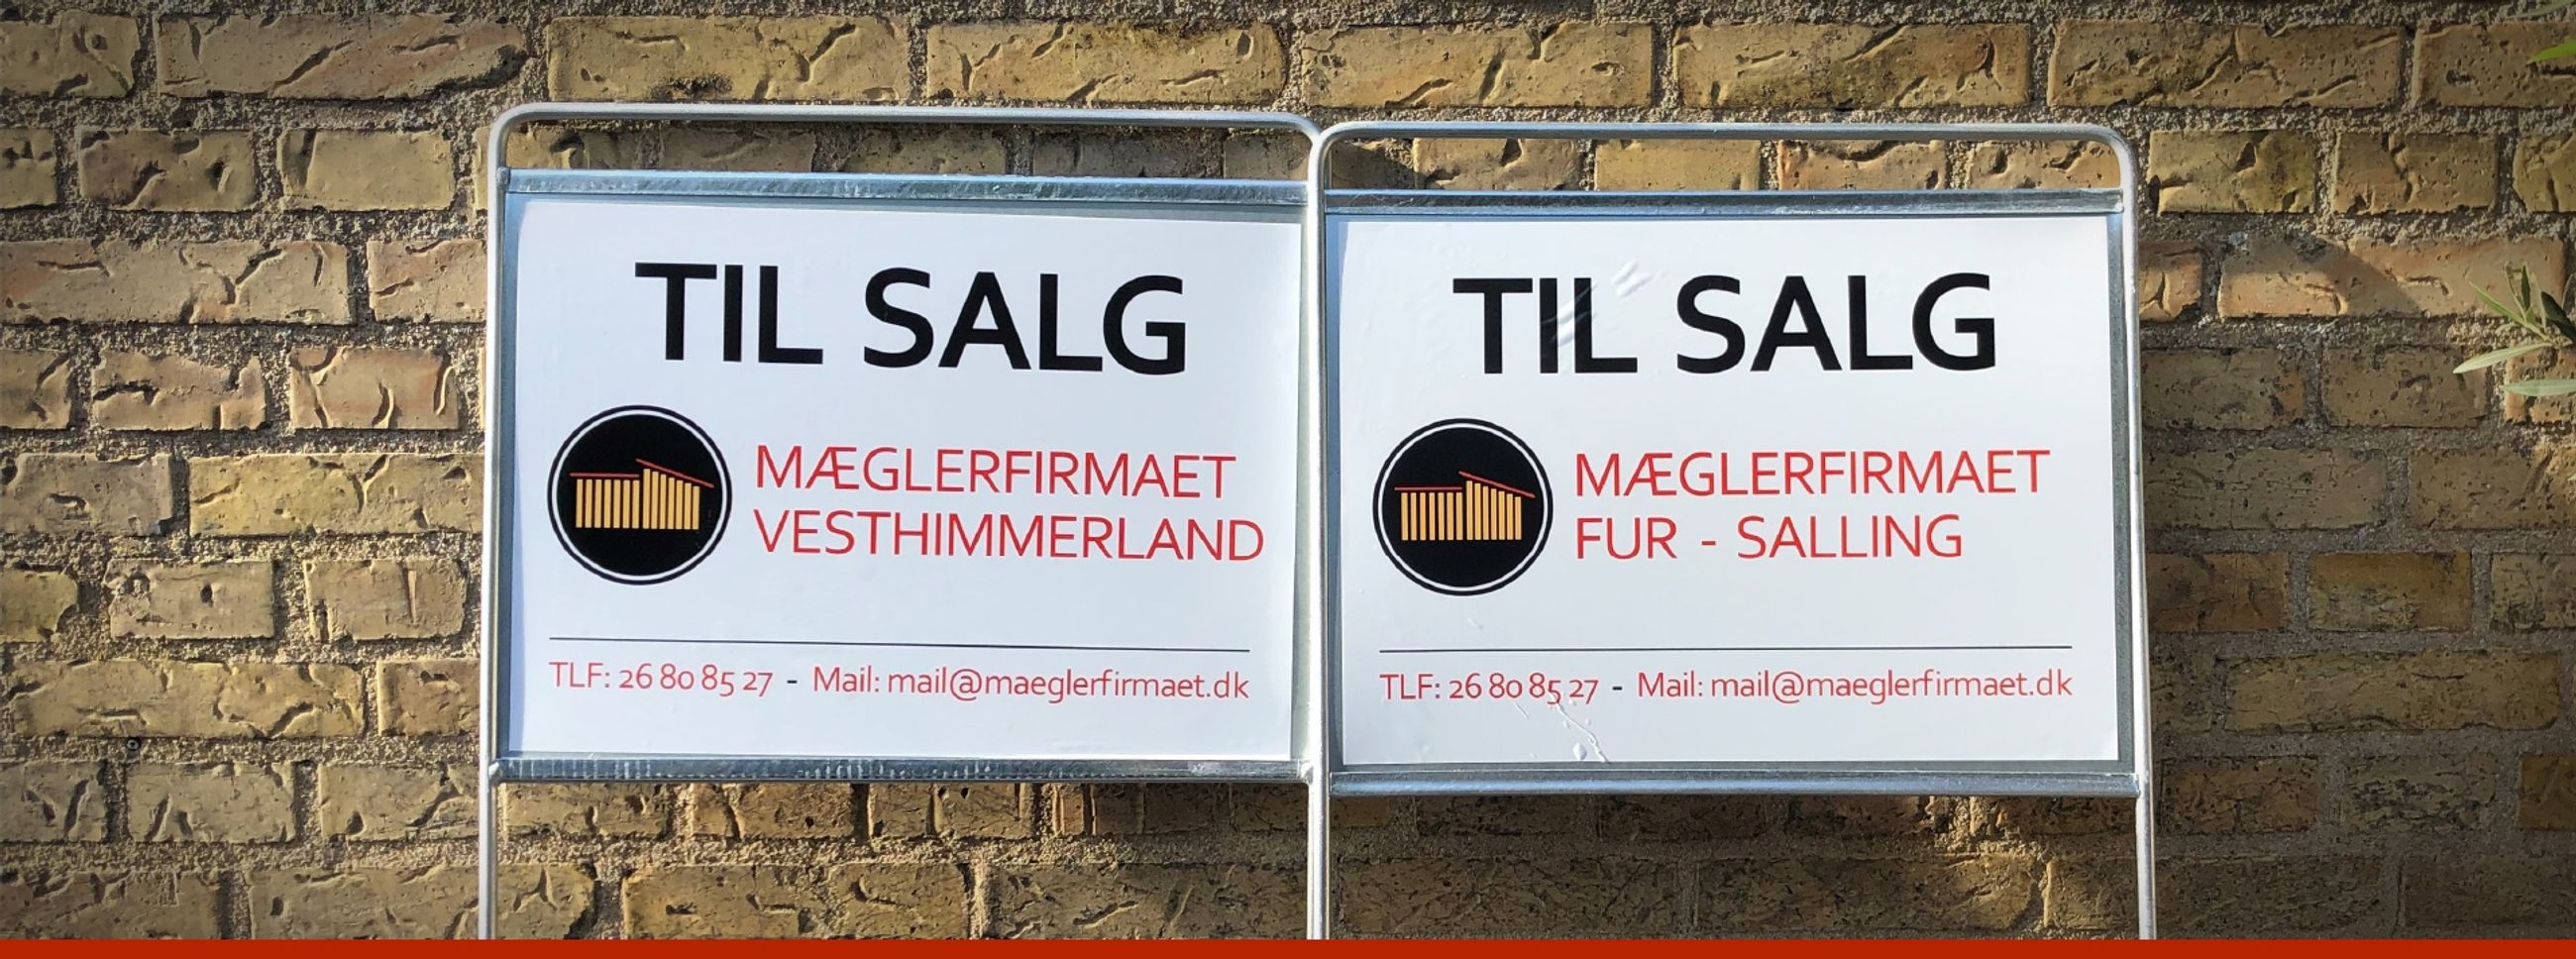 TIL SALG
MÆGLERFIRMAET
VESTHIMMERLAND
TLF: 26 80 85 27 - Mail: mail@maeglerfirmaet.dk
TIL SALG
MÆGLERFIRMAET
FUR - SALLING
TLF: 26 80 85 27 - Mail: mail@maeglerfirmaet.dk